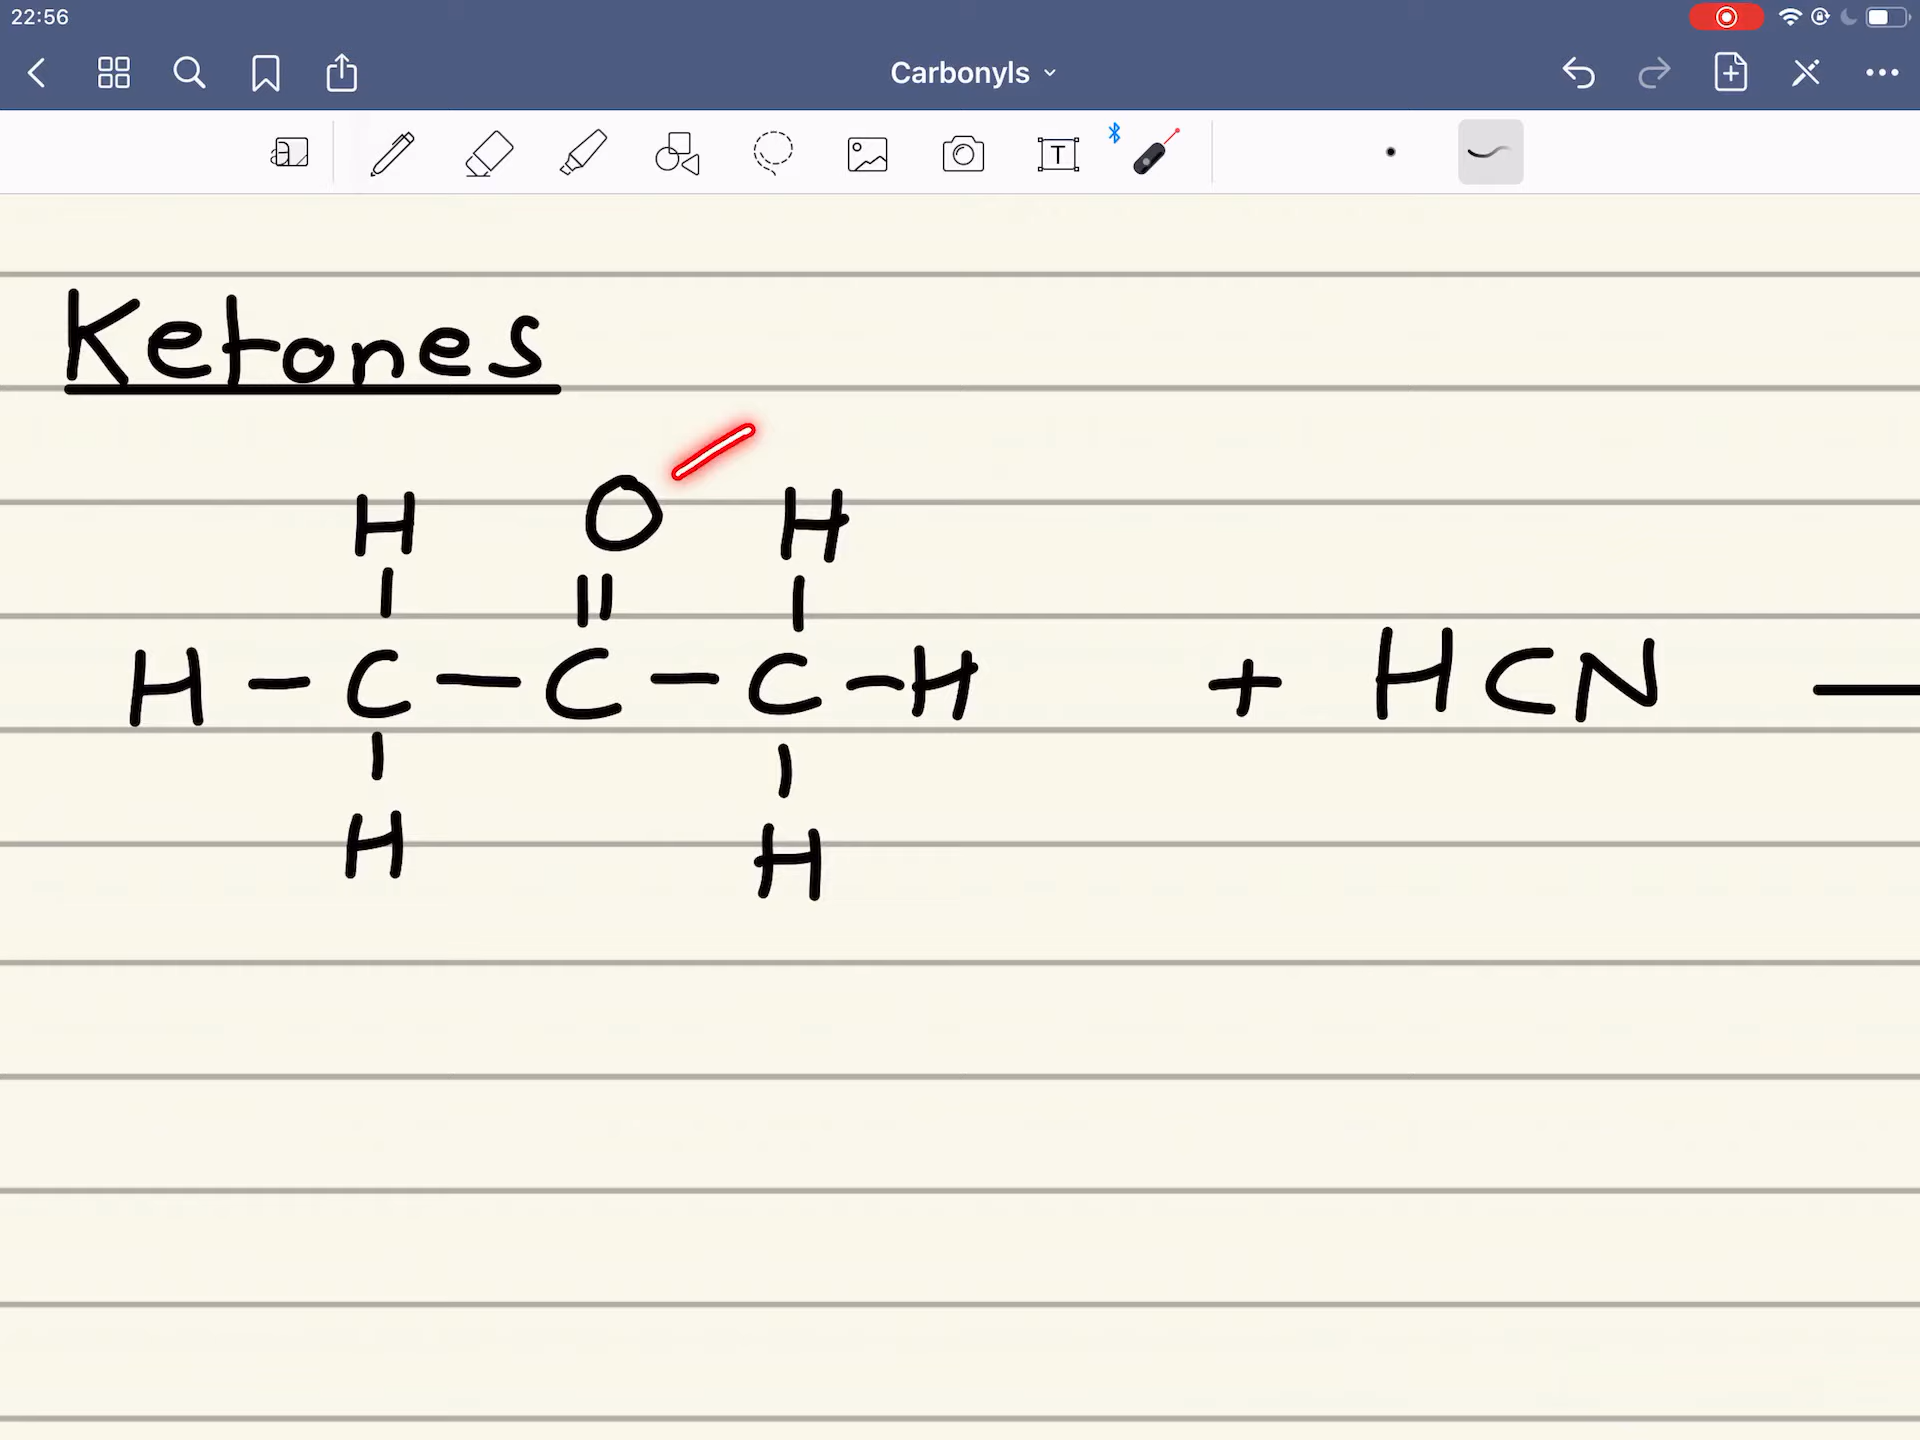 22:56
Carbonyls
T
Ketones
H O H
H - C - C - C - H + HCN —
H H